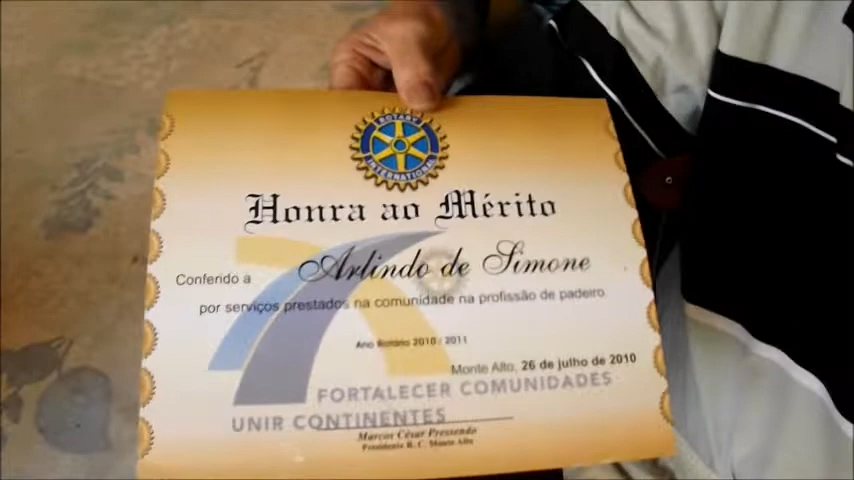 ROTARY
INTERNATIONAL
Honra ao Mérito
Conferido a Arlindo de Simone
por serviços prestados na comunidade na profissão de padeiro.
Ano Rotário 2010 / 2011
Monte Alto, 26 de julho de 2010
FORTALECER COMUNIDADES
UNIR CONTINENTES
Marcos César Pressendo
Presidente R. C. Monte Alto